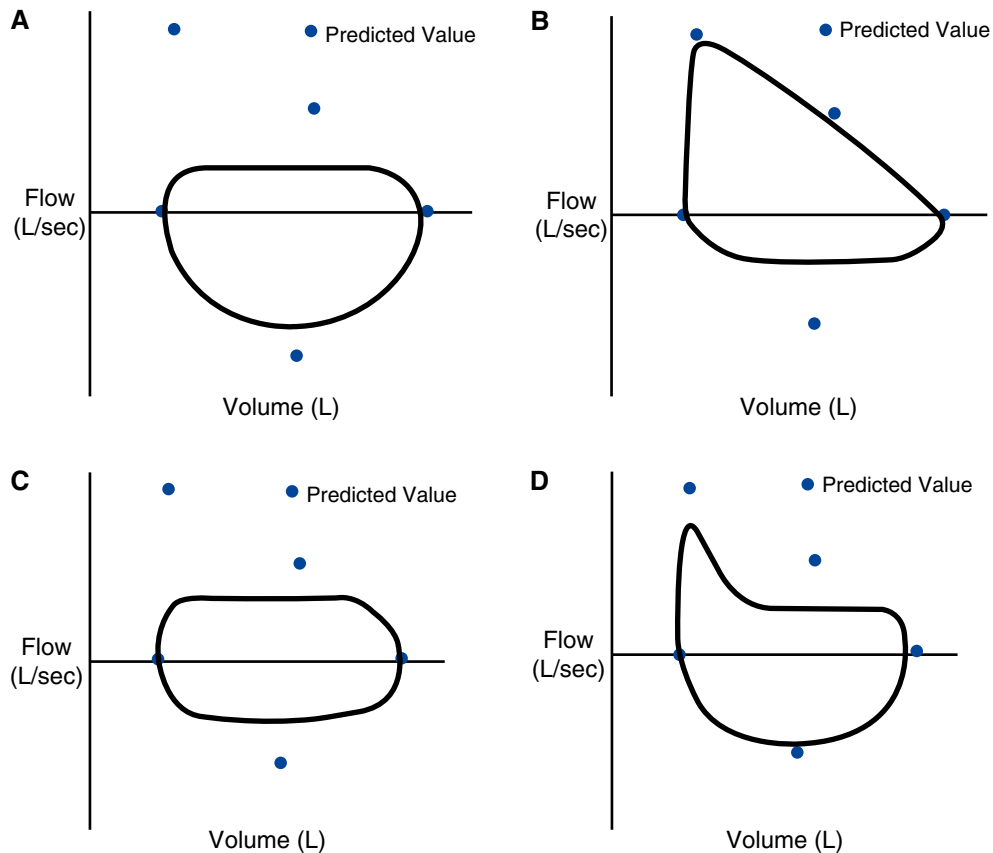 A
Predicted Value
Flow
(L/sec)
Volume (L)
B
Predicted Value
Flow
(L/sec)
Volume (L)
C
Predicted Value
Flow
(L/sec)
Volume (L)
D
Predicted Value
Flow
(L/sec)
Volume (L)